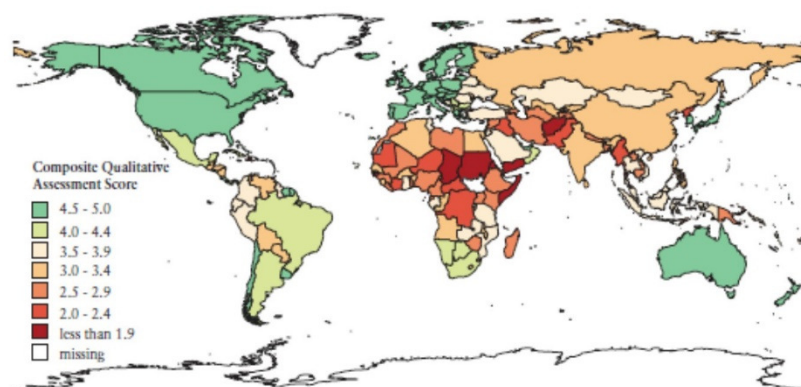 Composite Qualitative
Assessment Score
4.5 - 5.0
4.0 - 4.4
3.5 - 3.9
3.0 - 3.4
2.5 - 2.9
2.0 - 2.4
less than 1.9
missing